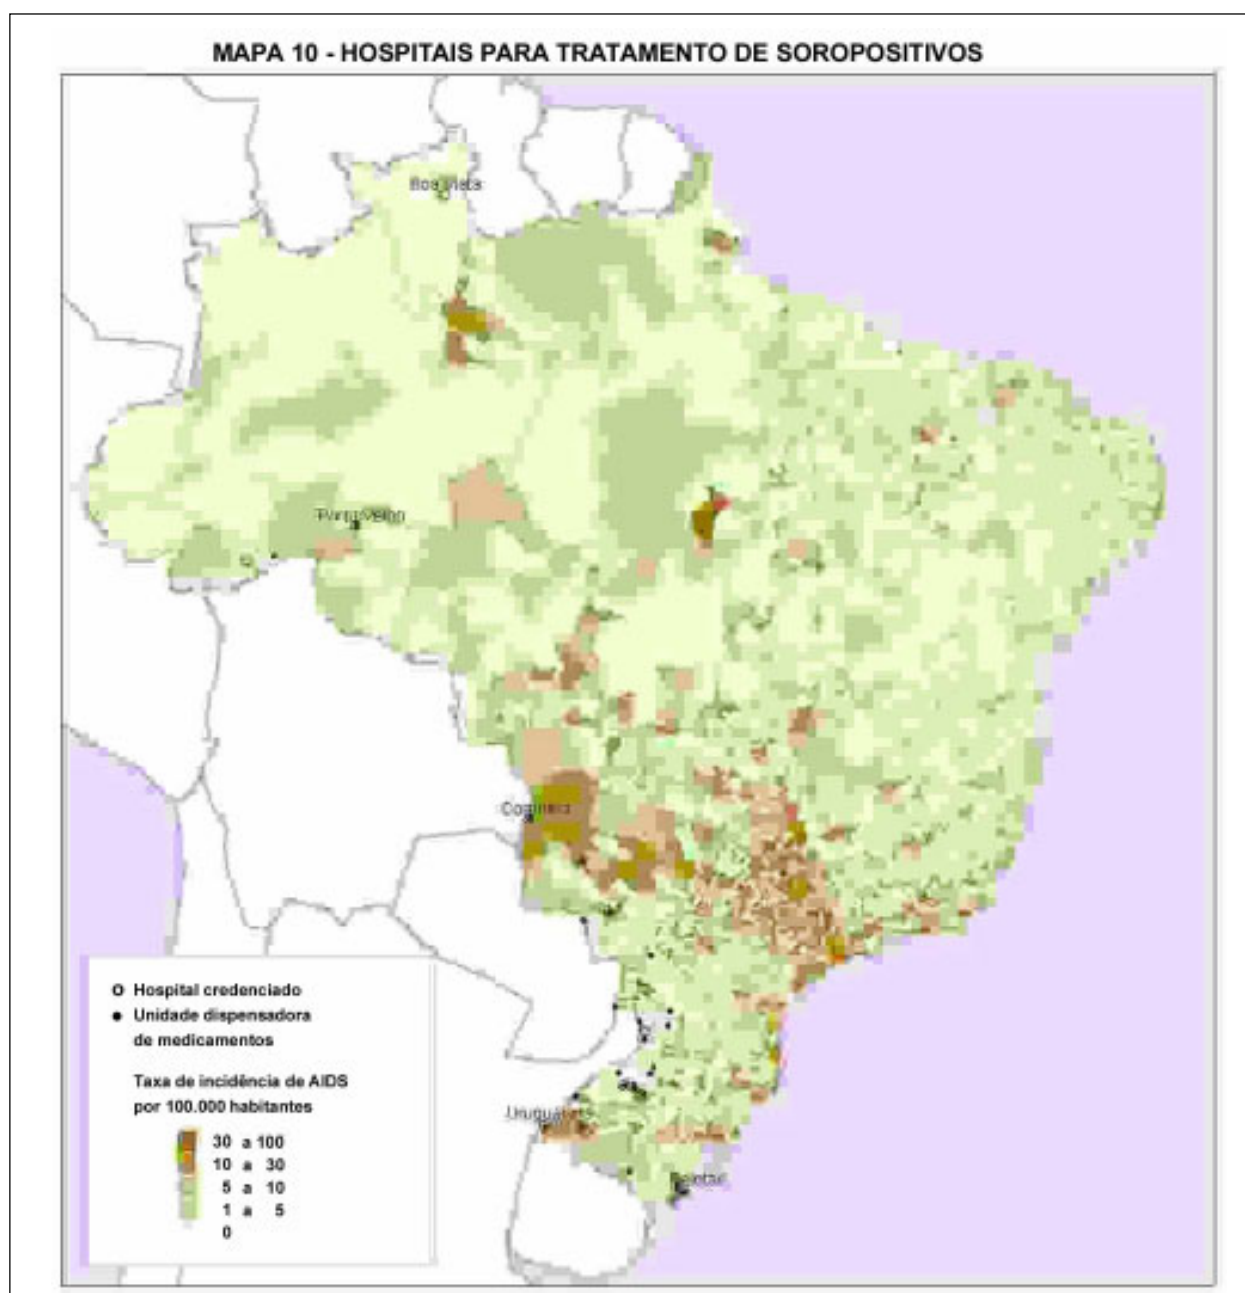 MAPA 10 - HOSPITAIS PARA TRATAMENTO DE SOROPOSITIVOS
Boa Vista
Porto Velho
Corumbá
Hospital credenciado
Unidade dispensadora
de medicamentos
Taxa de incidência de AIDS
por 100.000 habitantes
Uruguaiana
30 a 100
10 a 30
5 a 10
1 a 5
0
Pelotas